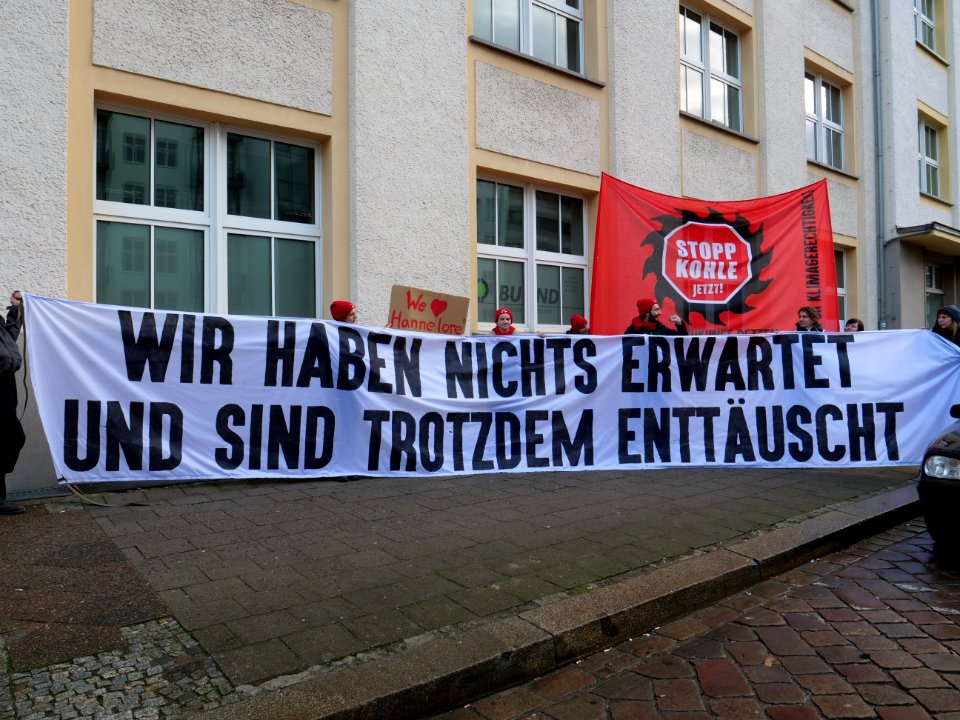 We ♥
Hannelore
BUND
STOPP
KOHLE
JETZT!
KLIMAGERECHTIGKEIT
WIR HABEN NICHTS ERWARTET
UND SIND TROTZDEM ENTTÄUSCHT